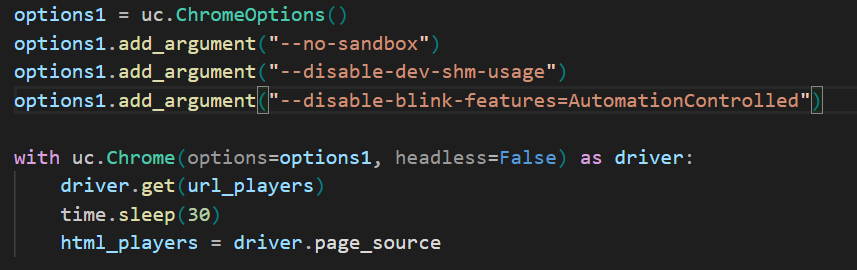 options1 = uc.ChromeOptions()
options1.add_argument("--no-sandbox")
options1.add_argument("--disable-dev-shm-usage")
options1.add_argument("--disable-blink-features=AutomationControlled")
with uc.Chrome(options=options1, headless=False) as driver:
    driver.get(url_players)
    time.sleep(30)
    html_players = driver.page_source